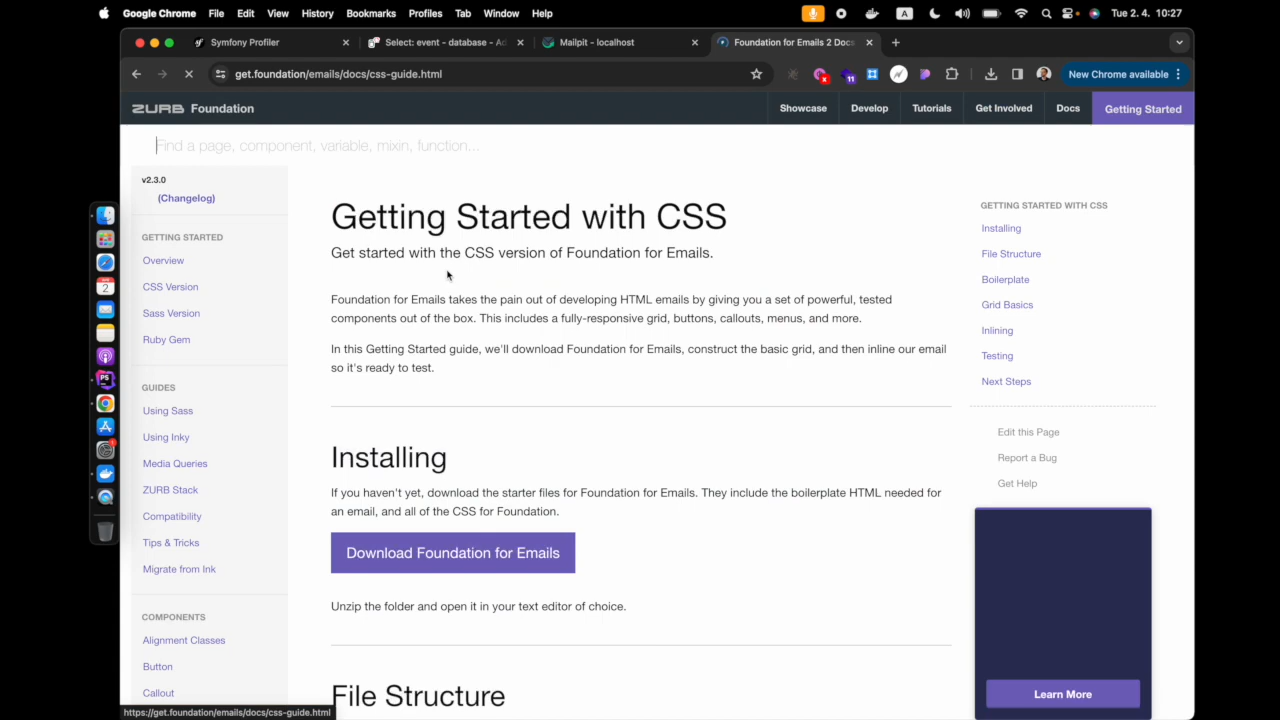 Google Chrome File Edit View History Bookmarks Profiles Tab Window Help A Tue 2. 4. 10:27
Symfony Profiler Select: event - database - Ad Mailpit - localhost Foundation for Emails 2 Docs
get.foundation/emails/docs/css-guide.html 11 New Chrome available
ZURB Foundation Showcase Develop Tutorials Get Involved Docs Getting Started
Find a page, component, variable, mixin, function...
v2.3.0
(Changelog)
GETTING STARTED
Overview
CSS Version
Sass Version
Ruby Gem
GUIDES
Using Sass
Using Inky
Media Queries
ZURB Stack
Compatibility
Tips & Tricks
Migrate from Ink
COMPONENTS
Alignment Classes
Button
Callout
Getting Started with CSS
Get started with the CSS version of Foundation for Emails.
Foundation for Emails takes the pain out of developing HTML emails by giving you a set of powerful, tested
components out of the box. This includes a fully-responsive grid, buttons, callouts, menus, and more.
In this Getting Started guide, we'll download Foundation for Emails, construct the basic grid, and then inline our email
so it's ready to test.
Installing
If you haven't yet, download the starter files for Foundation for Emails. They include the boilerplate HTML needed for
an email, and all of the CSS for Foundation.
Download Foundation for Emails
Unzip the folder and open it in your text editor of choice.
File Structure
GETTING STARTED WITH CSS
Installing
File Structure
Boilerplate
Grid Basics
Inlining
Testing
Next Steps
Edit this Page
Report a Bug
Get Help
Learn More
2
PS
https://get.foundation/emails/docs/css-guide.html